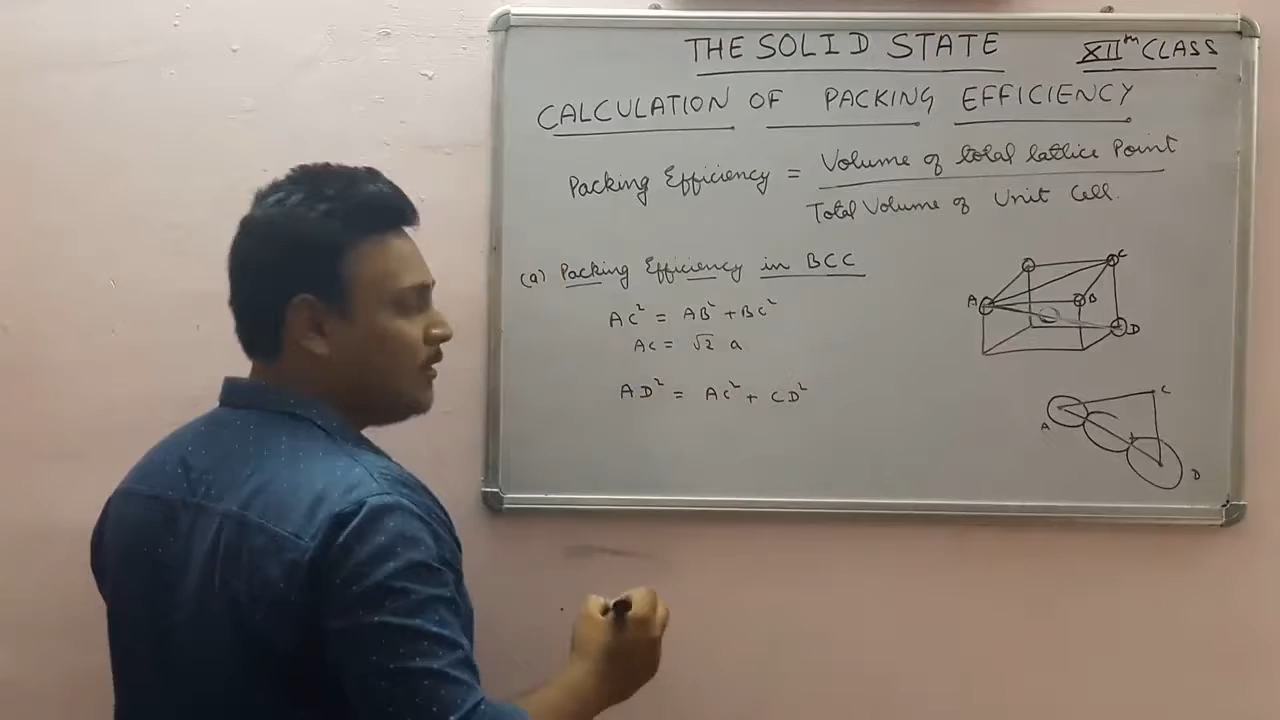 THE SOLID STATE XIIth CLASS
CALCULATION OF PACKING EFFICIENCY
Packing Efficiency = Volume of total lattice Point
Total Volume of Unit Cell.
(a) Packing Efficiency in BCC
AC² = AB² + BC²
AC = √2 a
AD² = AC² + CD²
C
A
B
D
C
A
D